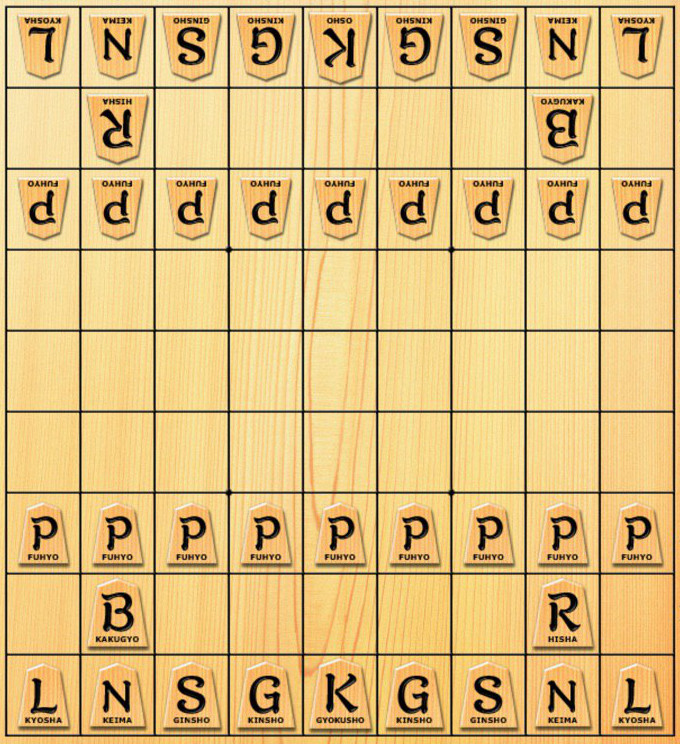 L KYOSHA N KEIMA S GINSHO G KINSHO K OSHO G KINSHO S GINSHO N KEIMA L KYOSHA
R HISHA B KAKUGYO
P FUHYO P FUHYO P FUHYO P FUHYO P FUHYO P FUHYO P FUHYO P FUHYO P FUHYO
P P P P P P P P P
FUHYO FUHYO FUHYO FUHYO FUHYO FUHYO FUHYO FUHYO FUHYO
B R
KAKUGYO HISHA
L N S G K G S N L
KYOSHA KEIMA GINSHO KINSHO GYOKUSHO KINSHO GINSHO KEIMA KYOSHA